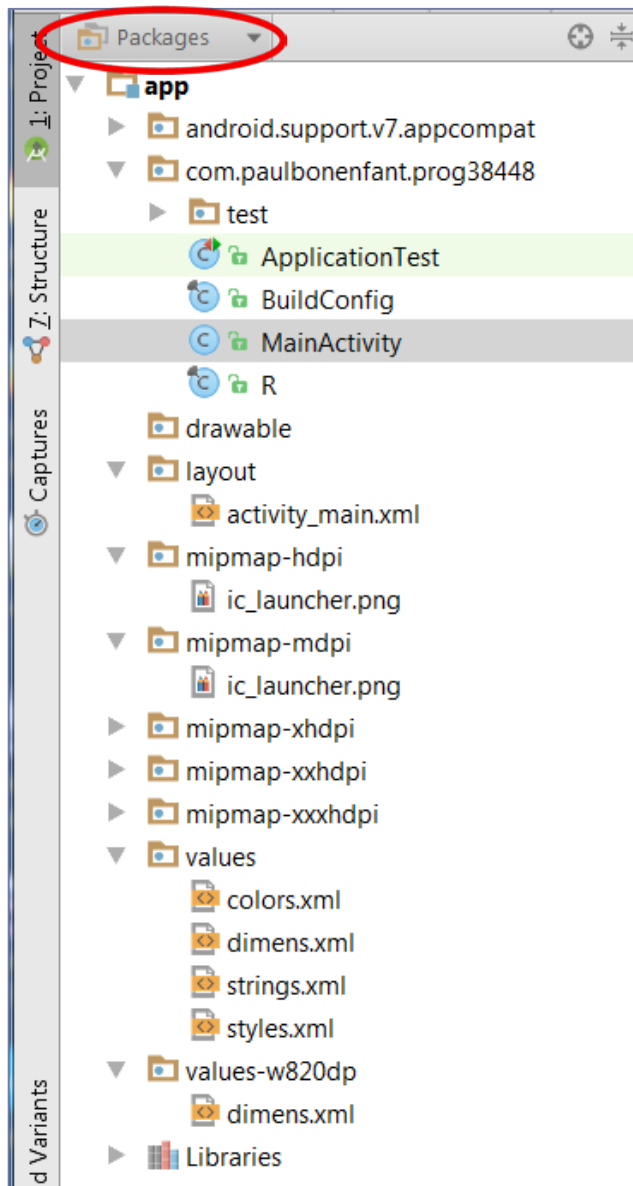 Packages
1: Project
app
android.support.v7.appcompat
com.paulbonenfant.prog38448
test
ApplicationTest
BuildConfig
MainActivity
R
drawable
layout
activity_main.xml
mipmap-hdpi
ic_launcher.png
mipmap-mdpi
ic_launcher.png
mipmap-xhdpi
mipmap-xxhdpi
mipmap-xxxhdpi
values
colors.xml
dimens.xml
strings.xml
styles.xml
values-w820dp
dimens.xml
Libraries
Z: Structure
Captures
d Variants